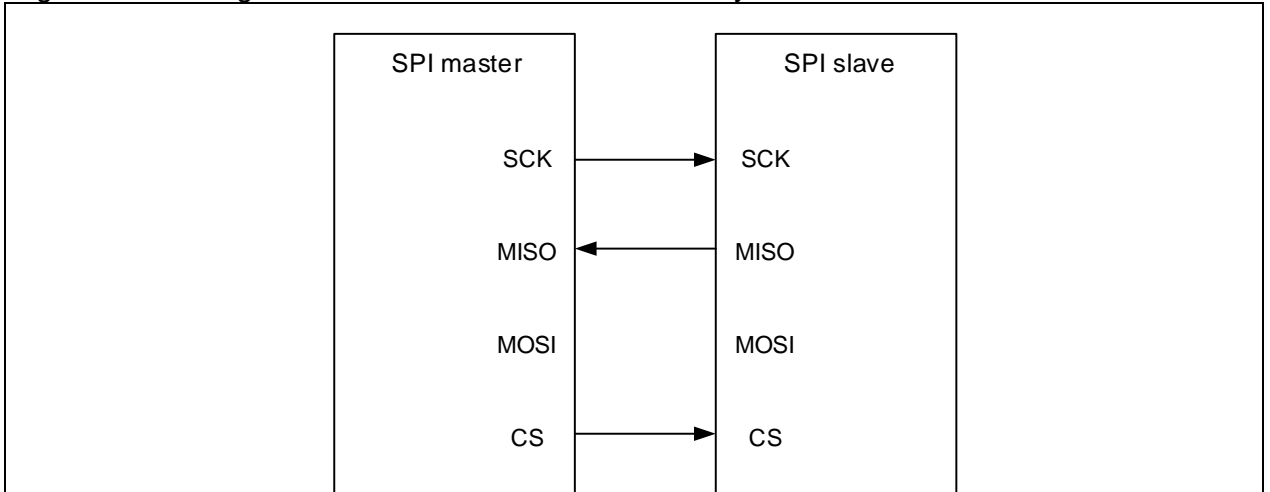 SPI master SPI slave
SCK SCK
MISO MISO
MOSI MOSI
CS CS